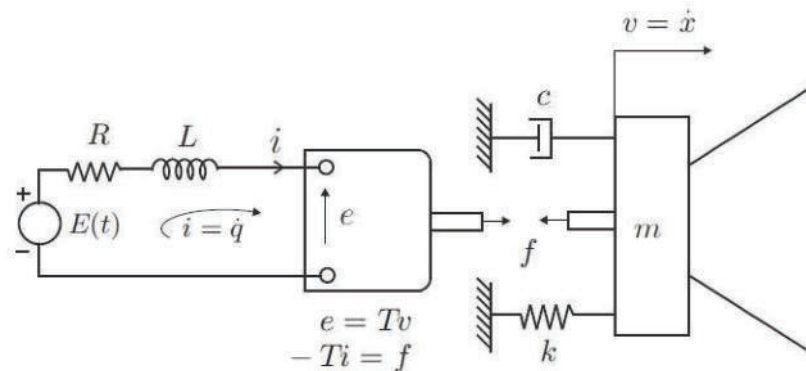 v = ẋ
c
R L i
+
E(t) i = q̇ e
−
f m
e = Tv
− Ti = f
k